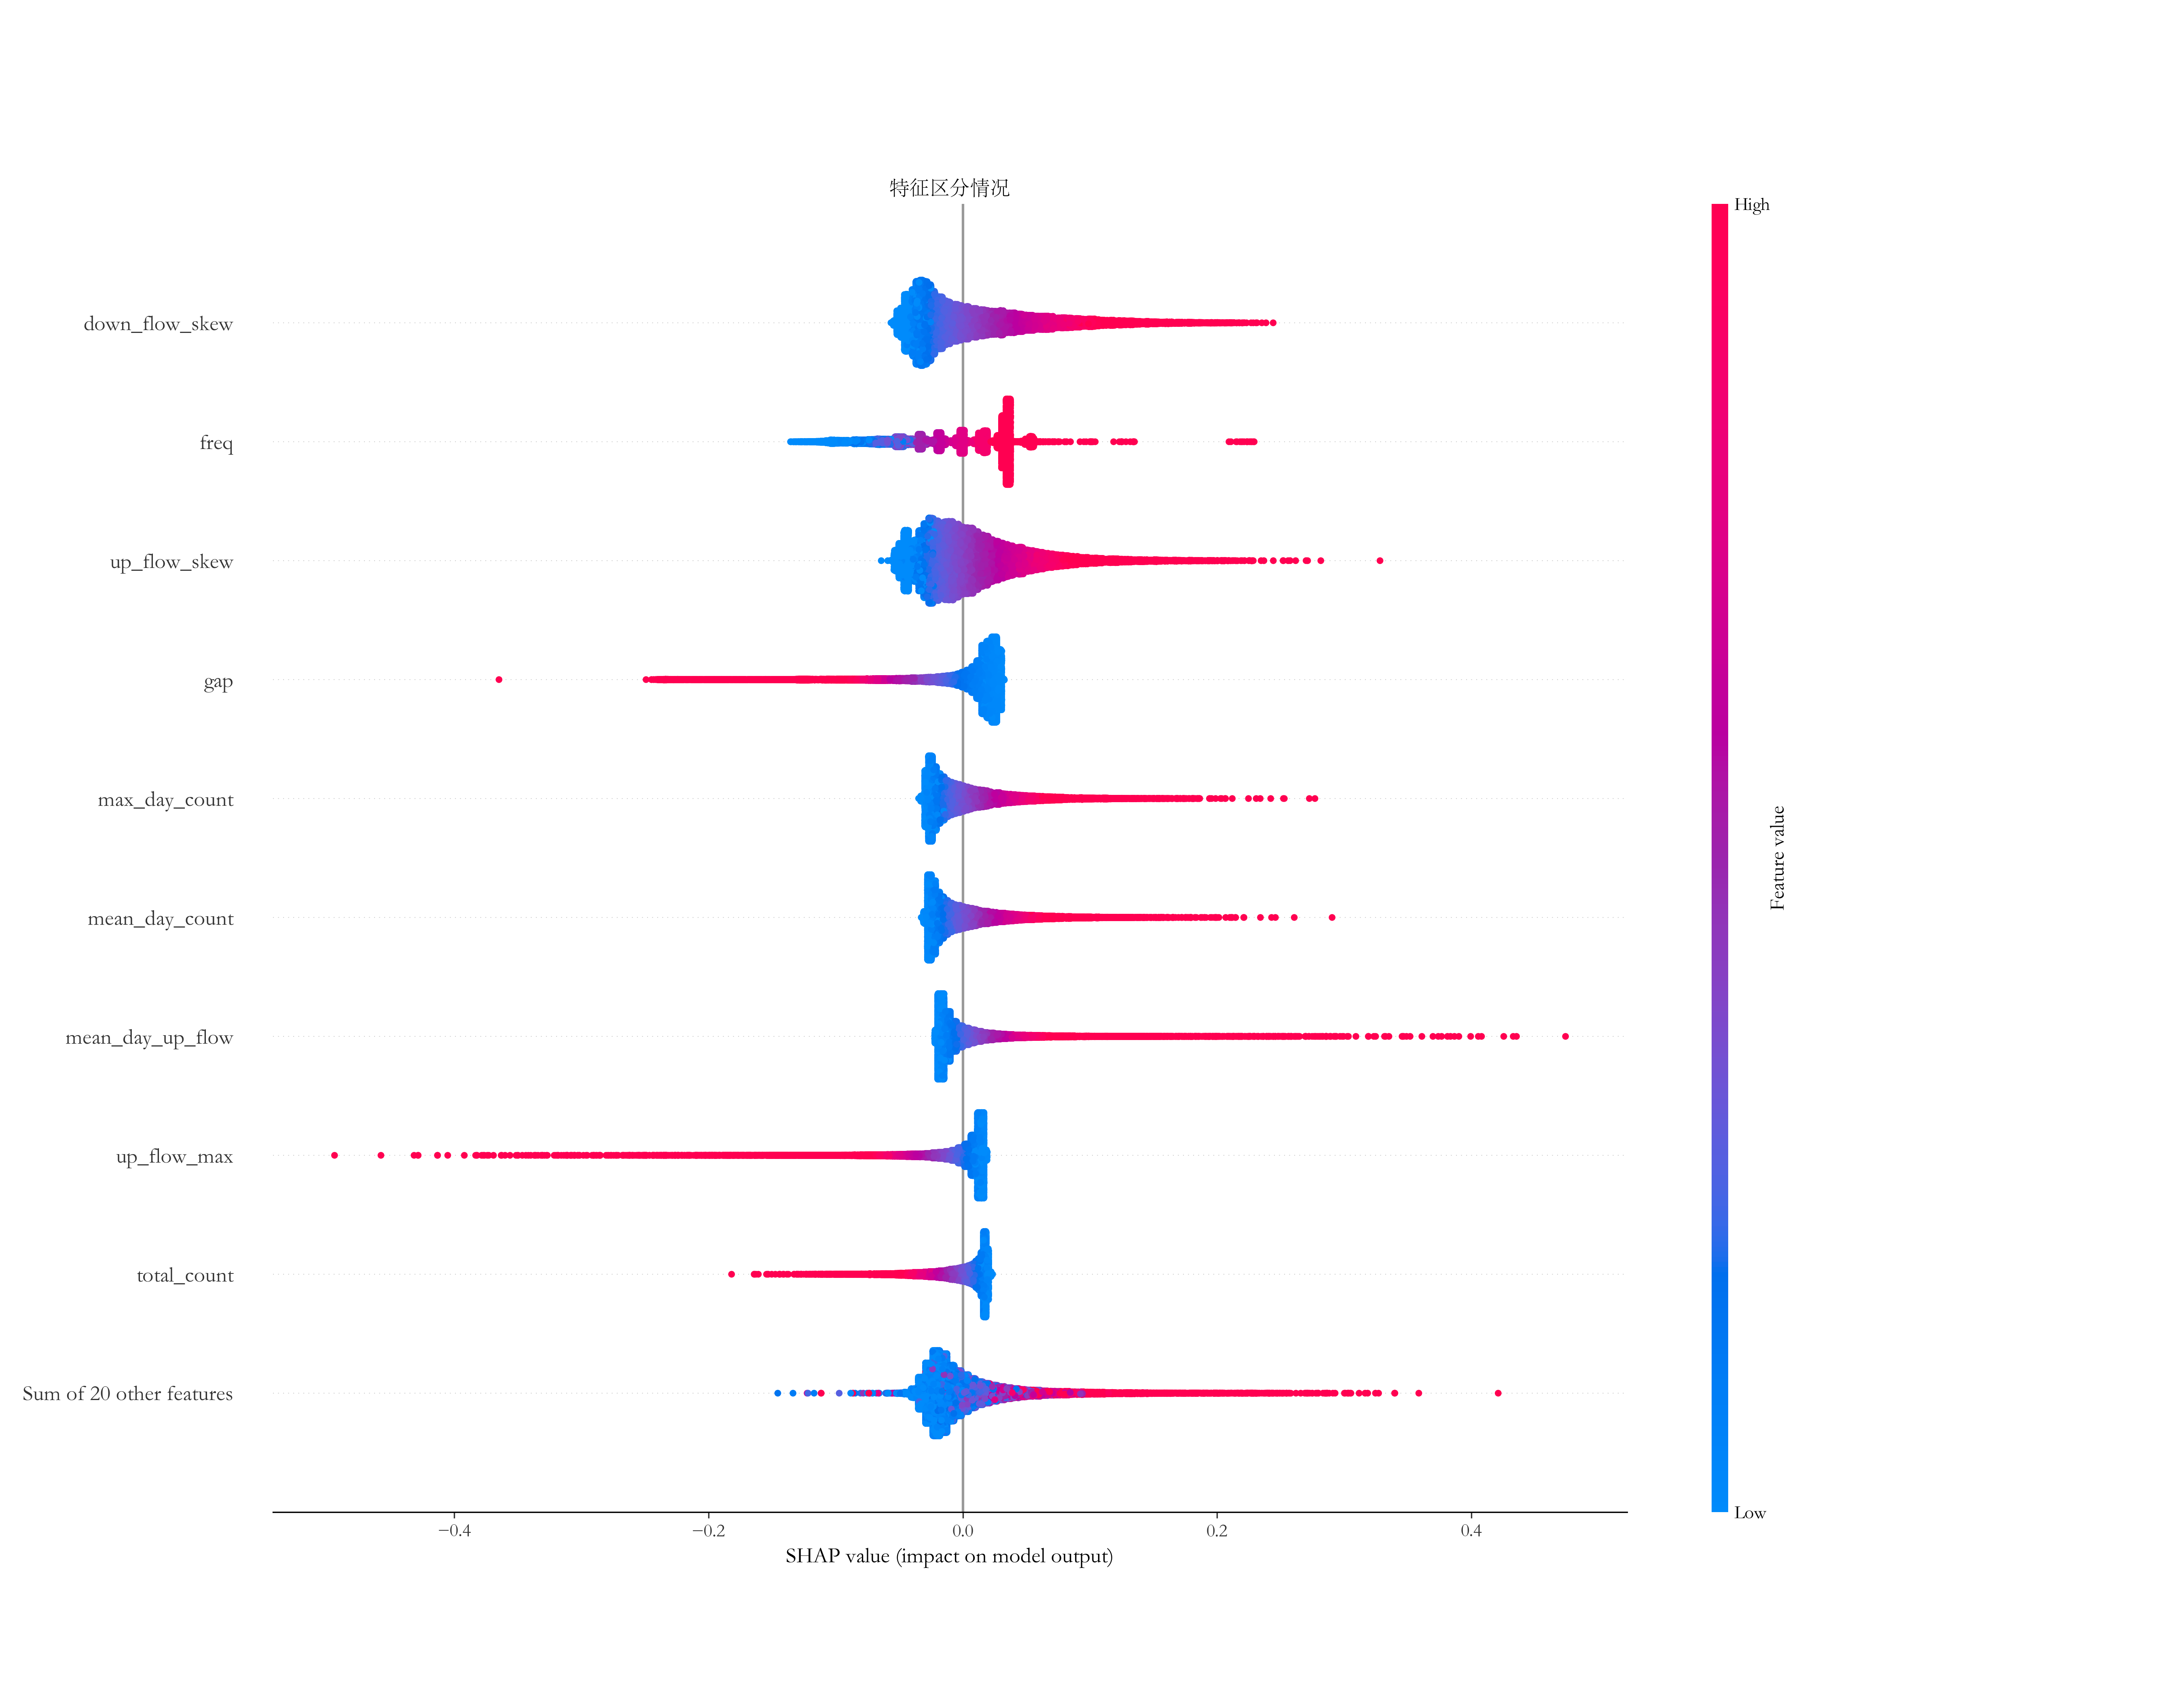 特征区分情况
High
down_flow_skew
freq
up_flow_skew
gap
max_day_count
mean_day_count
mean_day_up_flow
up_flow_max
total_count
Sum of 20 other features
Feature value
Low
−0.4
−0.2
0.0
0.2
0.4
SHAP value (impact on model output)